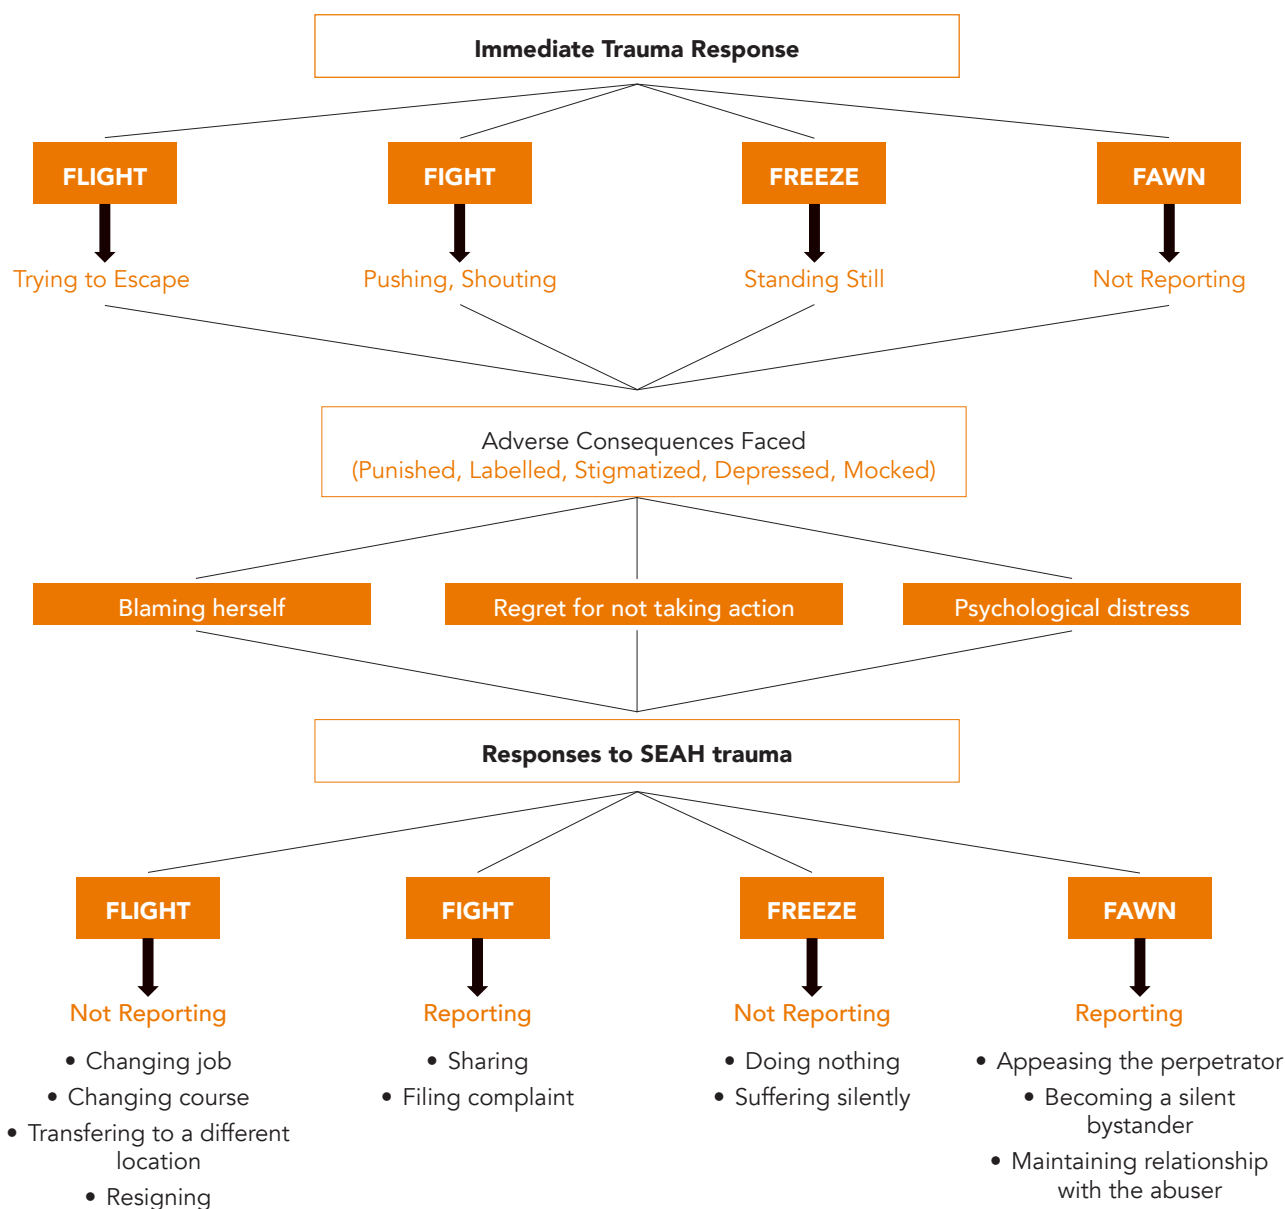 Immediate Trauma Response
FLIGHT
FIGHT
FREEZE
FAWN
Trying to Escape
Pushing, Shouting
Standing Still
Not Reporting
Adverse Consequences Faced
(Punished, Labelled, Stigmatized, Depressed, Mocked)
Blaming herself
Regret for not taking action
Psychological distress
Responses to SEAH trauma
FLIGHT
FIGHT
FREEZE
FAWN
Not Reporting
• Changing job
• Changing course
• Transfering to a different
location
• Resigning
Reporting
• Sharing
• Filing complaint
Not Reporting
• Doing nothing
• Suffering silently
Reporting
• Appeasing the perpetrator
• Becoming a silent
bystander
• Maintaining relationship
with the abuser